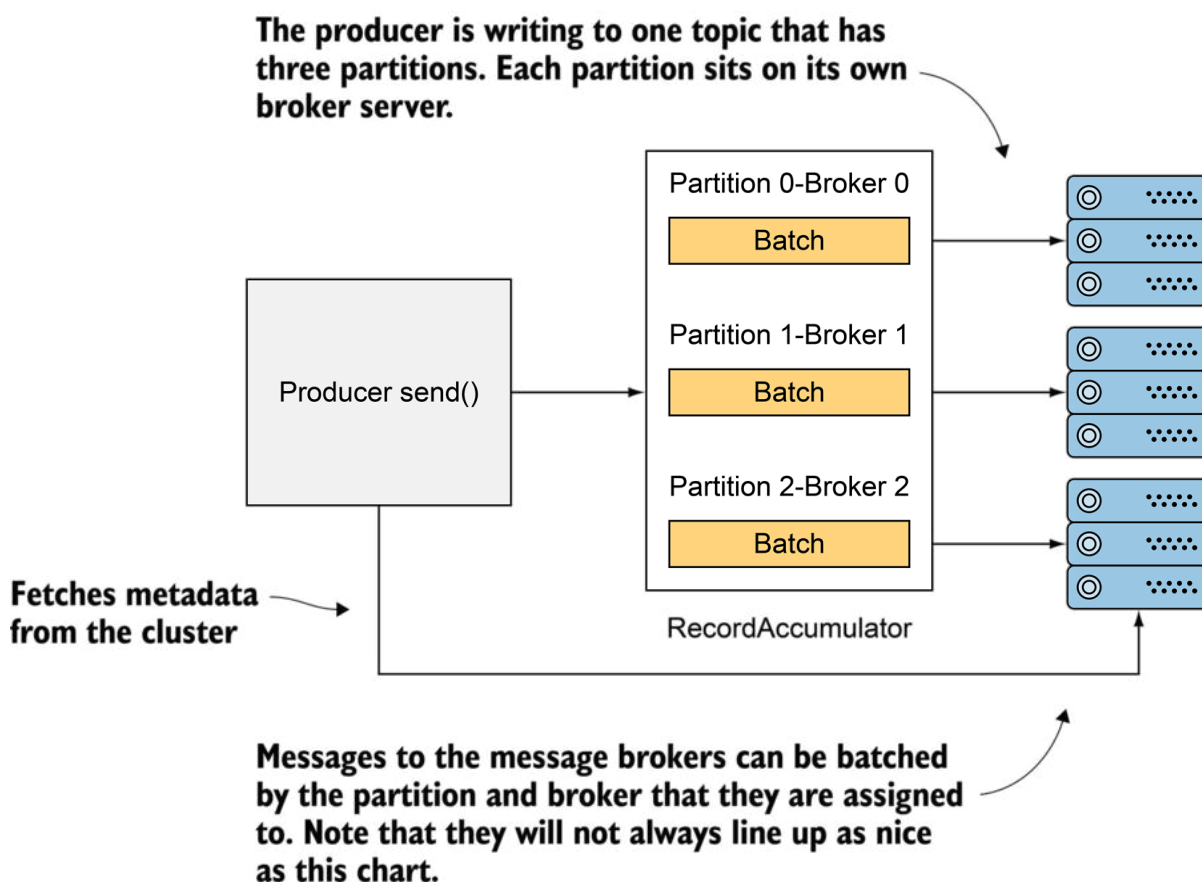 The producer is writing to one topic that has
three partitions. Each partition sits on its own
broker server.
Partition 0-Broker 0
Batch
Partition 1-Broker 1
Producer send()
Batch
Partition 2-Broker 2
Batch
Fetches metadata
from the cluster
RecordAccumulator
Messages to the message brokers can be batched
by the partition and broker that they are assigned
to. Note that they will not always line up as nice
as this chart.